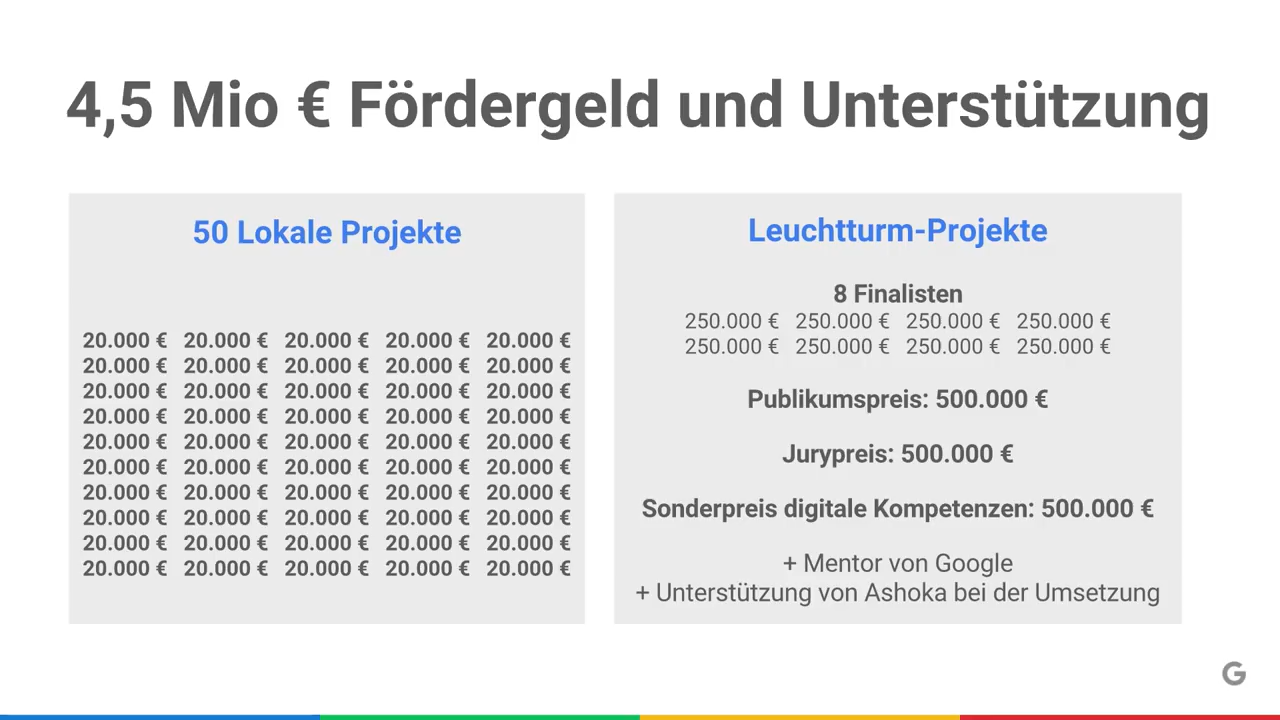 4,5 Mio € Fördergeld und Unterstützung
50 Lokale Projekte
20.000 € 20.000 € 20.000 € 20.000 € 20.000 €
20.000 € 20.000 € 20.000 € 20.000 € 20.000 €
20.000 € 20.000 € 20.000 € 20.000 € 20.000 €
20.000 € 20.000 € 20.000 € 20.000 € 20.000 €
20.000 € 20.000 € 20.000 € 20.000 € 20.000 €
20.000 € 20.000 € 20.000 € 20.000 € 20.000 €
20.000 € 20.000 € 20.000 € 20.000 € 20.000 €
20.000 € 20.000 € 20.000 € 20.000 € 20.000 €
20.000 € 20.000 € 20.000 € 20.000 € 20.000 €
20.000 € 20.000 € 20.000 € 20.000 € 20.000 €
Leuchtturm-Projekte
8 Finalisten
250.000 € 250.000 € 250.000 € 250.000 €
250.000 € 250.000 € 250.000 € 250.000 €
Publikumspreis: 500.000 €
Jurypreis: 500.000 €
Sonderpreis digitale Kompetenzen: 500.000 €
+ Mentor von Google
+ Unterstützung von Ashoka bei der Umsetzung
G